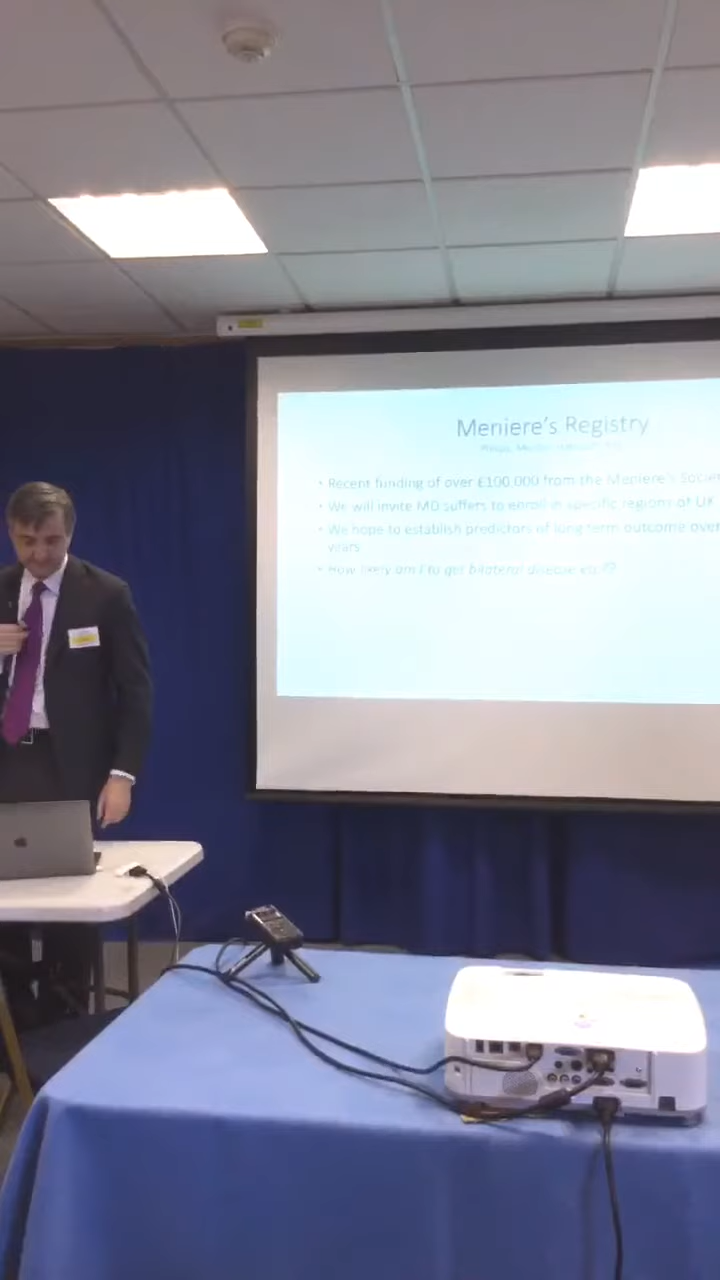 Meniere's Registry
• Recent funding of over £100,000 from the Meniere's Societ
• We will invite MD suffers to enroll in specific regions of UK
• We hope to establish predictors of long term outcome over
years
• How likely am I to get bilateral disease etc??